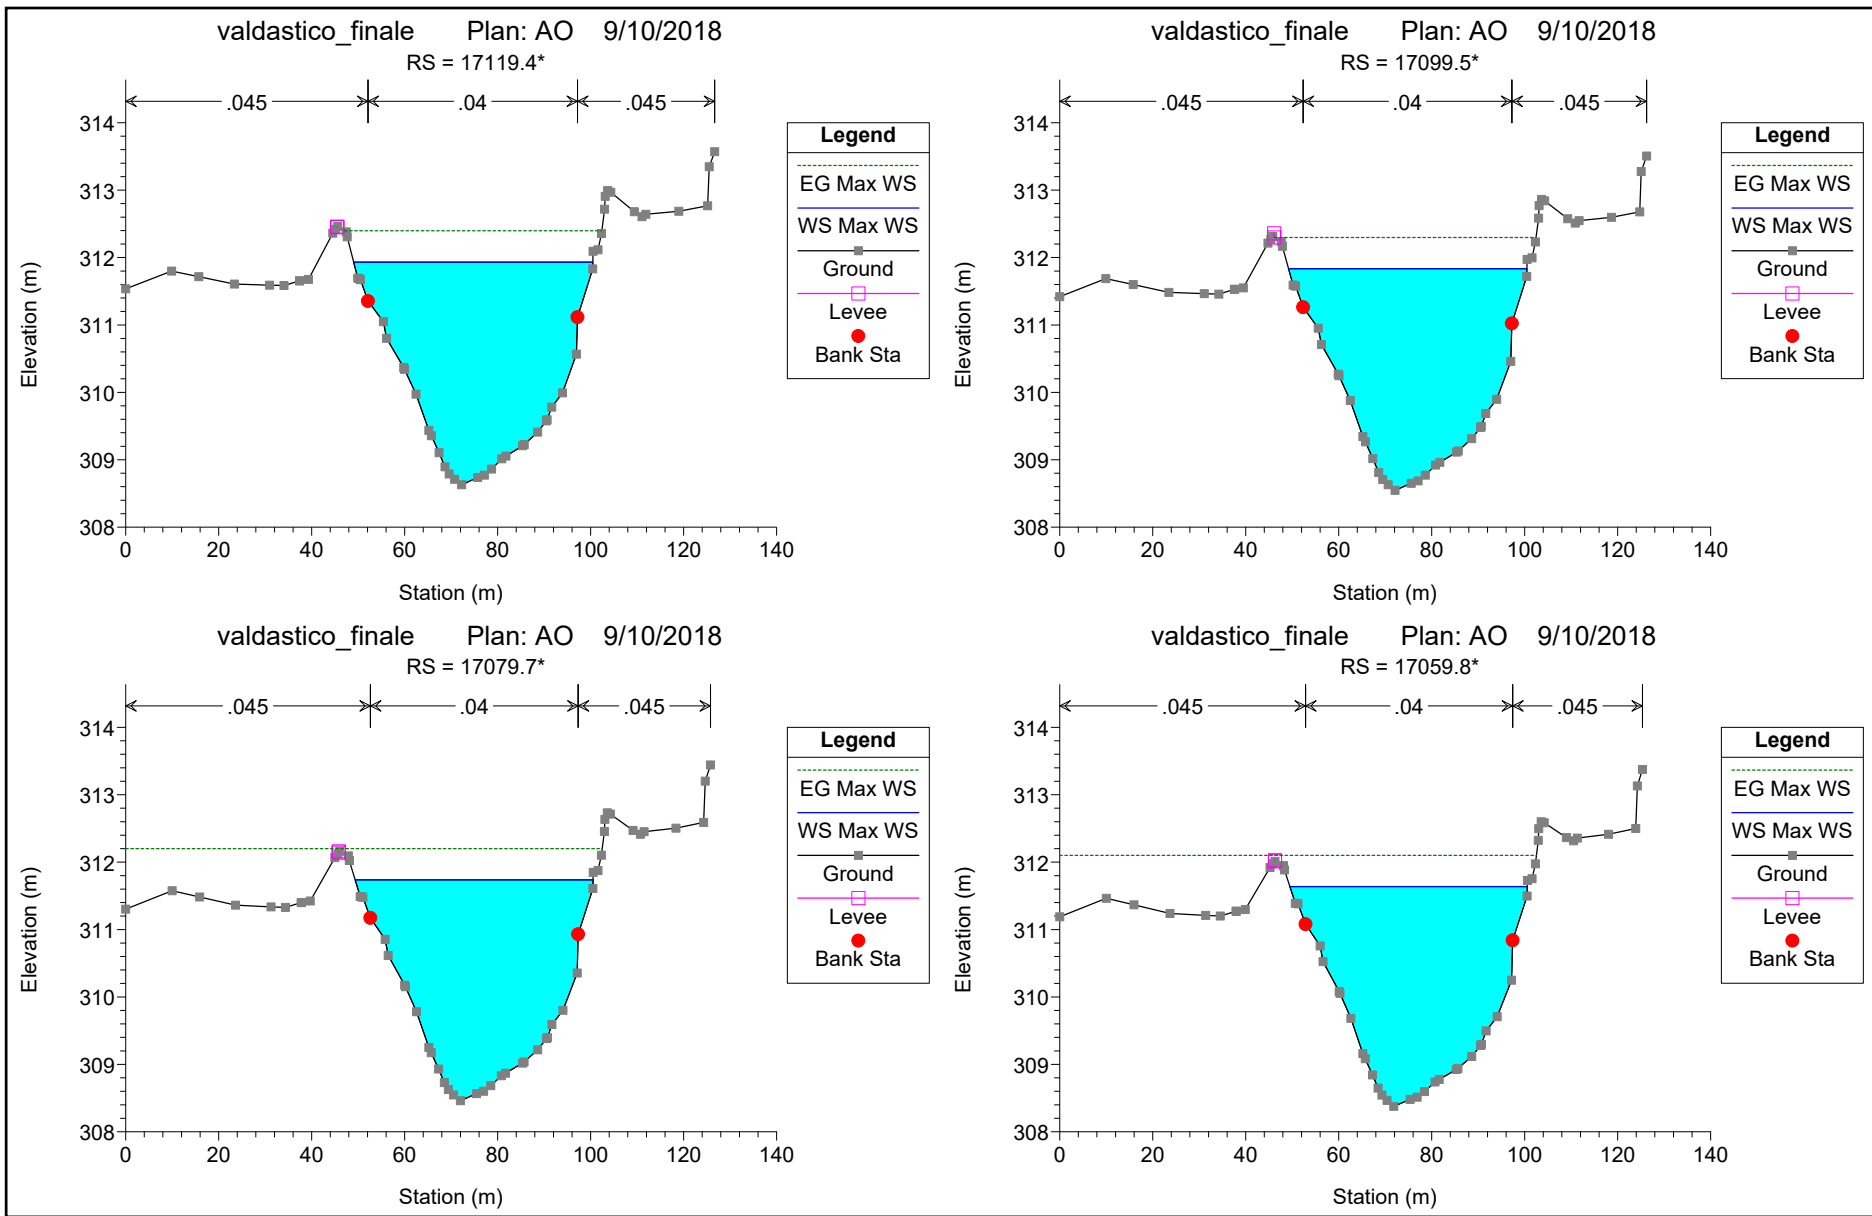 valdastico_finale Plan: AO 9/10/2018
RS = 17119.4*
.045 .04 .045
314
313
312
311
310
309
308
Elevation (m)
0 20 40 60 80 100 120 140
Station (m)
Legend
EG Max WS
WS Max WS
Ground
Levee
Bank Sta
valdastico_finale Plan: AO 9/10/2018
RS = 17099.5*
.045 .04 .045
314
313
312
311
310
309
308
Elevation (m)
0 20 40 60 80 100 120 140
Station (m)
Legend
EG Max WS
WS Max WS
Ground
Levee
Bank Sta
valdastico_finale Plan: AO 9/10/2018
RS = 17079.7*
.045 .04 .045
314
313
312
311
310
309
308
Elevation (m)
0 20 40 60 80 100 120 140
Station (m)
Legend
EG Max WS
WS Max WS
Ground
Levee
Bank Sta
valdastico_finale Plan: AO 9/10/2018
RS = 17059.8*
.045 .04 .045
314
313
312
311
310
309
308
Elevation (m)
0 20 40 60 80 100 120 140
Station (m)
Legend
EG Max WS
WS Max WS
Ground
Levee
Bank Sta